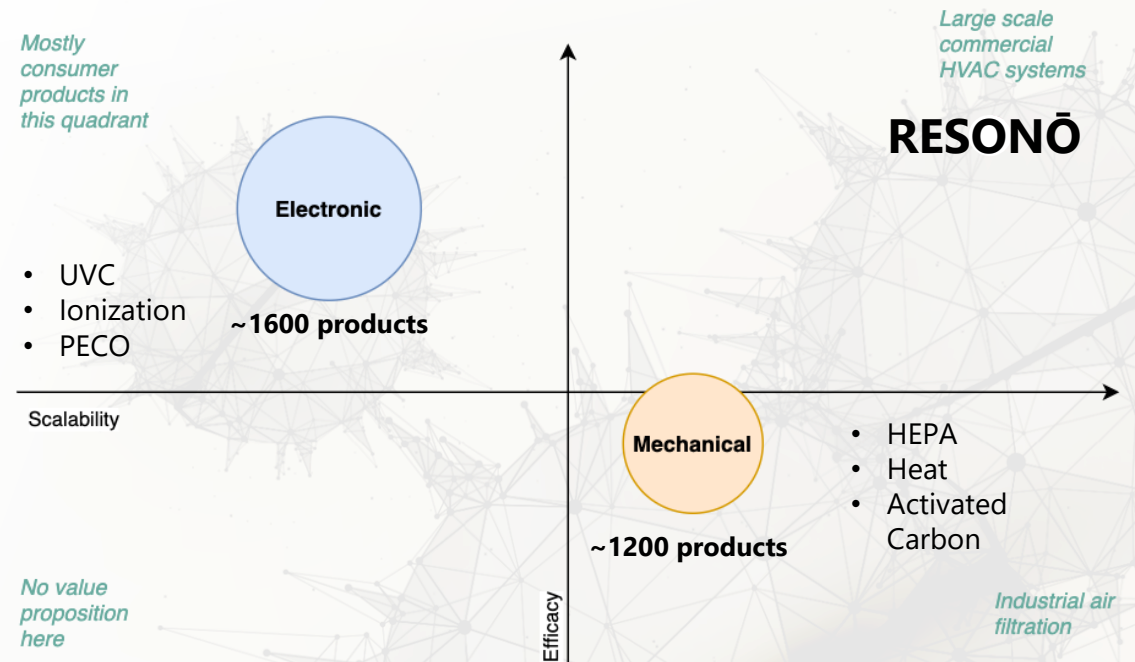 Mostly
consumer
products in
this quadrant
Large scale
commercial
HVAC systems
RESONŌ
Electronic
• UVC
• Ionization
• PECO
~1600 products
Scalability
Mechanical
• HEPA
• Heat
• Activated
Carbon
~1200 products
No value
proposition
here
Efficacy
Industrial air
filtration